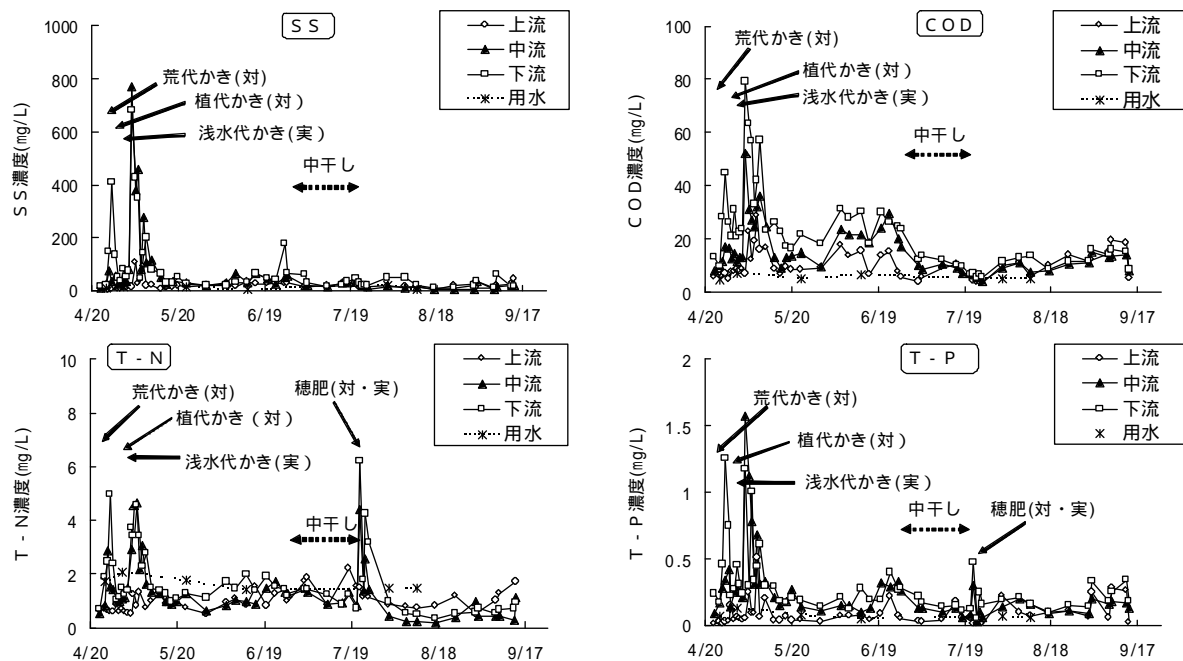 SS
1000
800
600
400
200
0
SS濃度(mg/L)
荒代かき(対)
植代かき(対)
浅水代かき(実)
中干し
上流
中流
下流
用水
4/20 5/20 6/19 7/19 8/18 9/17
COD
100
80
60
40
20
0
COD濃度(mg/L)
荒代かき(対)
植代かき(対)
浅水代かき(実)
中干し
上流
中流
下流
用水
4/20 5/20 6/19 7/19 8/18 9/17
T-N
10
8
6
4
2
0
T-N濃度(mg/L)
荒代かき(対)
植代かき(対)
浅水代かき(実)
穂肥(対・実)
中干し
上流
中流
下流
用水
4/20 5/20 6/19 7/19 8/18 9/17
T-P
2
1.5
1
0.5
0
T-P濃度(mg/L)
荒代かき(対)
植代かき(対)
浅水代かき(実)
中干し
穂肥(対・実)
上流
中流
下流
用水
4/20 5/20 6/19 7/19 8/18 9/17